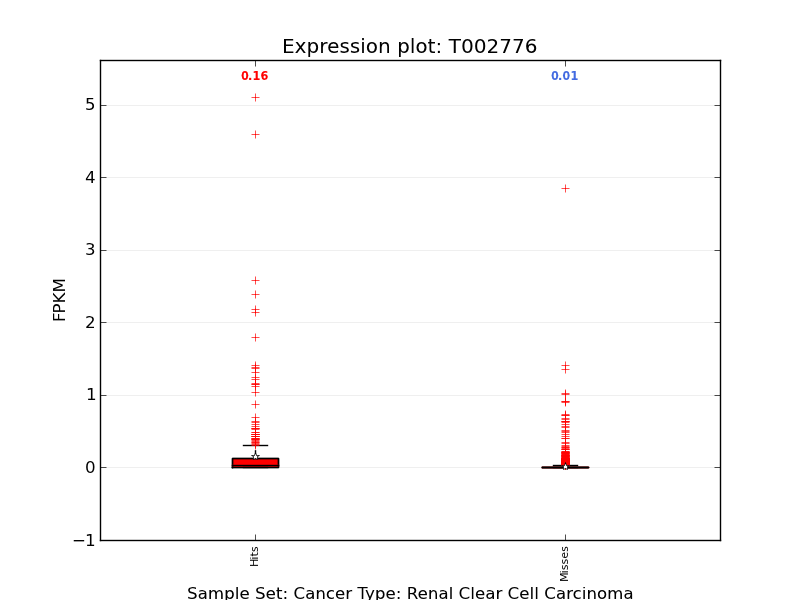 Expression plot: T002776
0.16
0.01
5
4
3
2
1
0
−1
FPKM
Hits
Misses
Sample Set: Cancer Type: Renal Clear Cell Carcinoma